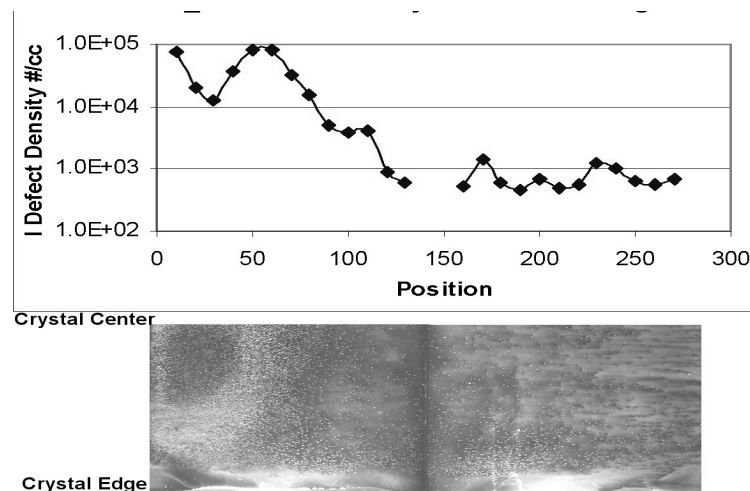 1.0E+05
1.0E+04
1.0E+03
1.0E+02
I Defect Density #/cc
0 50 100 150 200 250 300
Position
Crystal Center
Crystal Edge